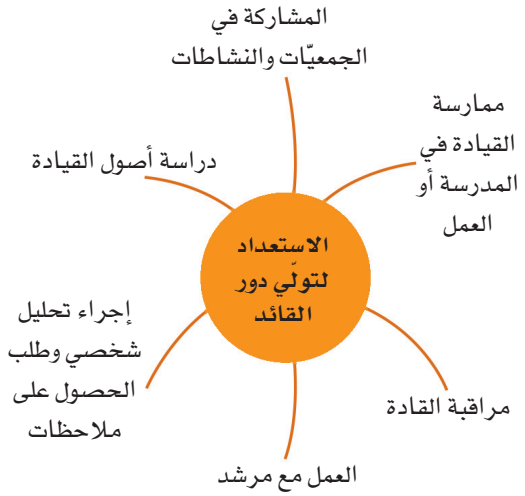 المشاركة في
الجمعيّات والنشاطات
ممارسة
القيادة في
المدرسة أو
العمل
دراسة أصول القيادة
الاستعداد
لتولّي دور
القائد
إجراء تحليل
شخصي وطلب
الحصول على
ملاحظات
مراقبة القادة
العمل مع مرشد